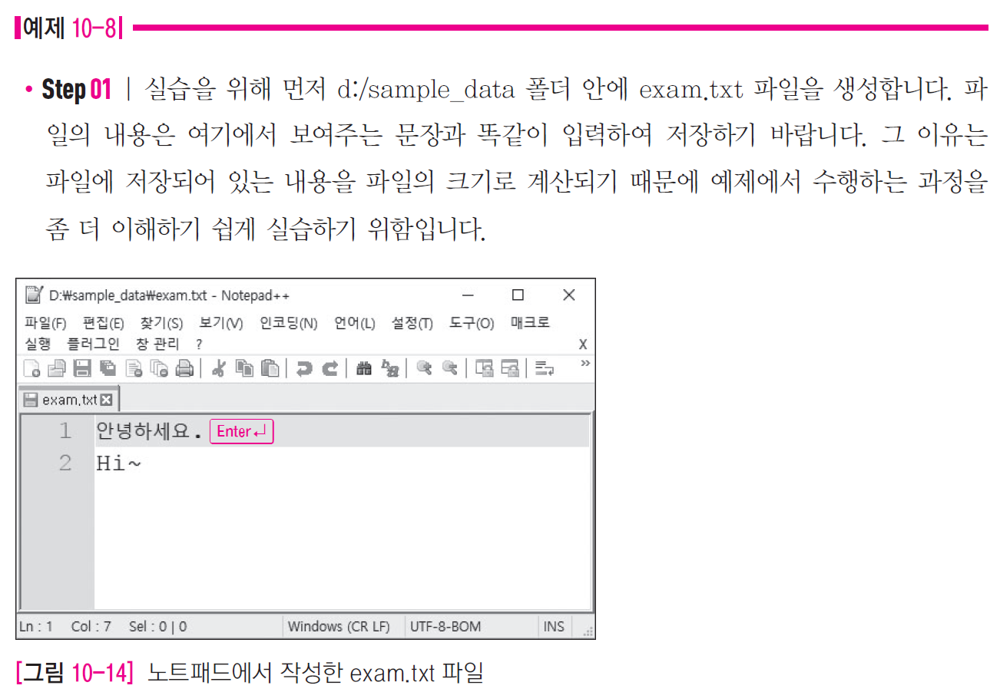 예제 10-8
• Step 01 | 실습을 위해 먼저 d:/sample_data 폴더 안에 exam.txt 파일을 생성합니다. 파
일의 내용은 여기에서 보여주는 문장과 똑같이 입력하여 저장하기 바랍니다. 그 이유는
파일에 저장되어 있는 내용을 파일의 크기로 계산되기 때문에 예제에서 수행하는 과정을
좀 더 이해하기 쉽게 실습하기 위함입니다.
D:₩sample_data₩exam.txt - Notepad++
파일(F) 편집(E) 찾기(S) 보기(V) 인코딩(N) 언어(L) 설정(T) 도구(O) 매크로
실행 플러그인 창 관리 ? X
exam.txt
1 안녕하세요. Enter↵
2 Hi~
Ln : 1 Col : 7 Sel : 0 | 0 Windows (CR LF) UTF-8-BOM INS
[그림 10-14] 노트패드에서 작성한 exam.txt 파일